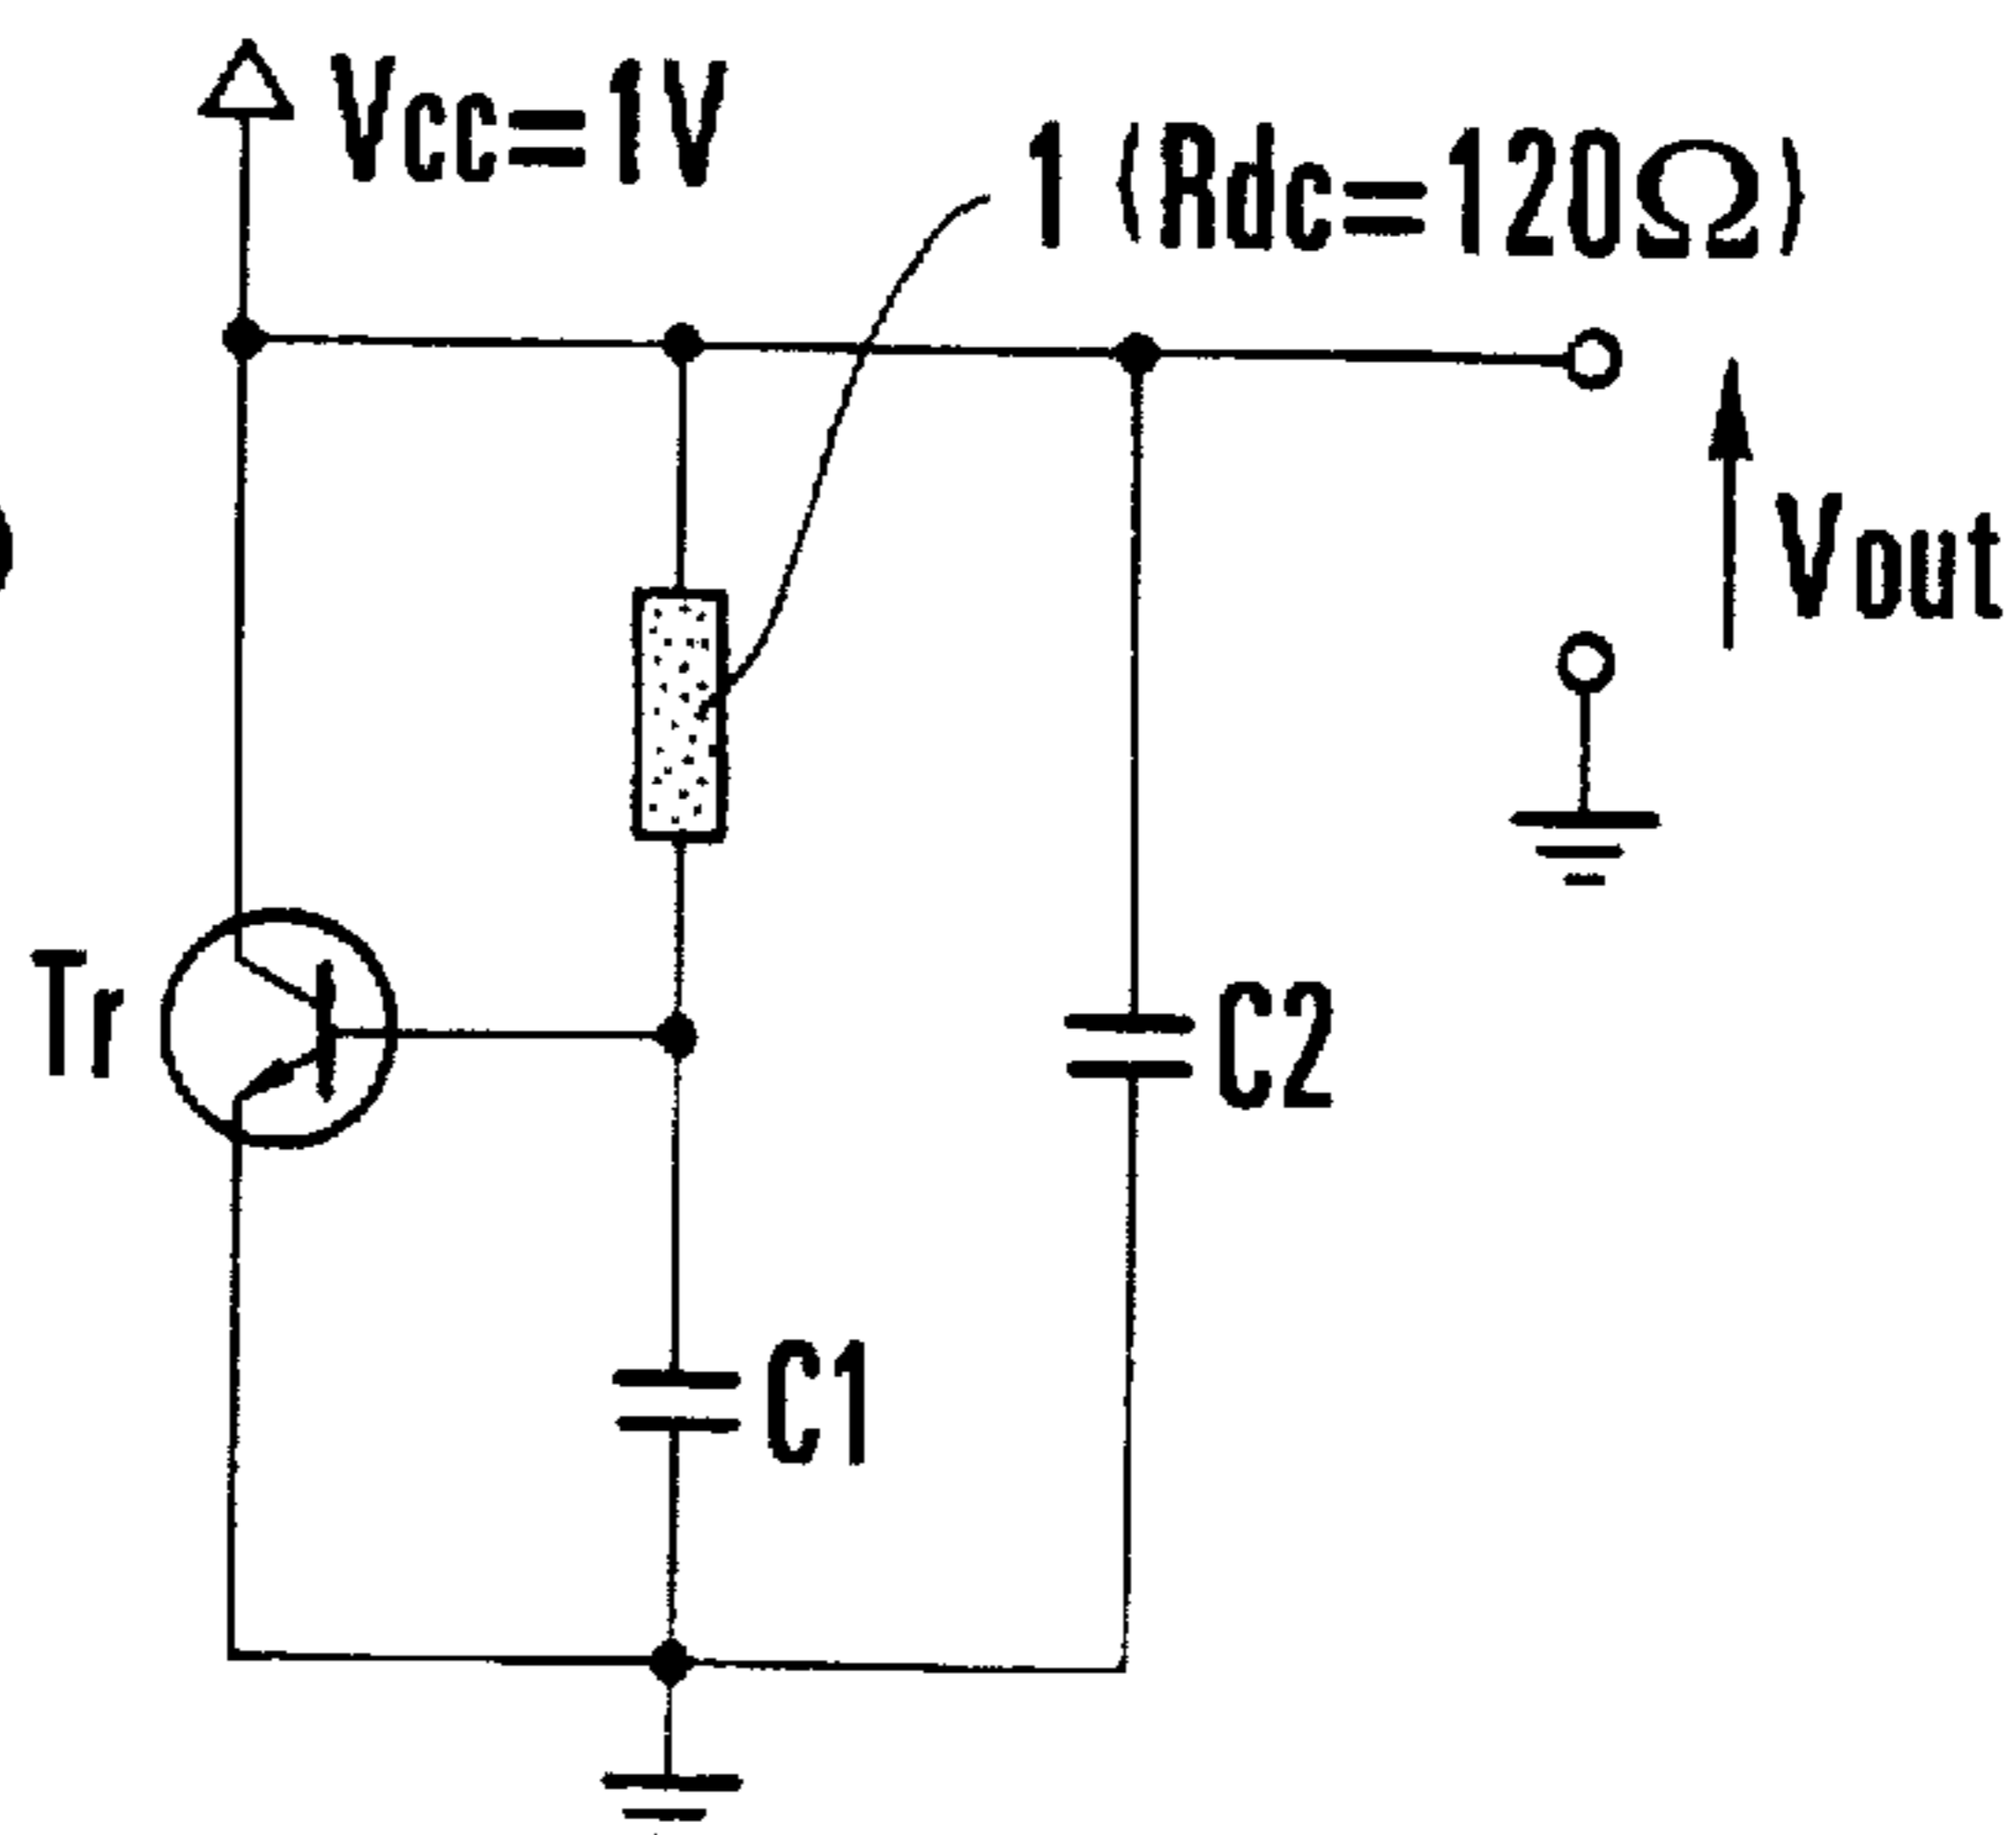 Vcc=1V
1 (Rdc=120Ω)
Vout
Tr
C2
C1